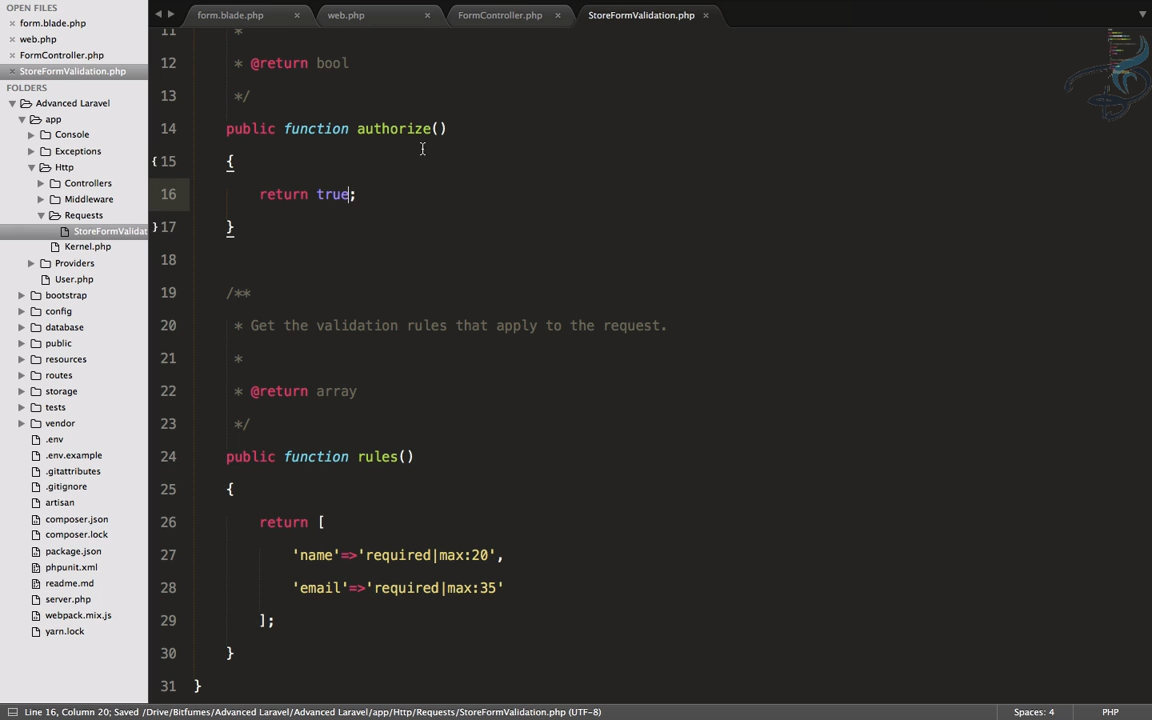 OPEN FILES
form.blade.php
web.php
FormController.php
StoreFormValidation.php
FOLDERS
Advanced Laravel
app
Console
Exceptions
Http
Controllers
Middleware
Requests
StoreFormValidat
Kernel.php
Providers
User.php
bootstrap
config
database
public
resources
routes
storage
tests
vendor
.env
.env.example
.gitattributes
.gitignore
artisan
composer.json
composer.lock
package.json
phpunit.xml
readme.md
server.php
webpack.mix.js
yarn.lock
form.blade.php web.php FormController.php StoreFormValidation.php
11 *
12 * @return bool
13 */
14 public function authorize()
15 {
16 return true;
17 }
18
19 /**
20 * Get the validation rules that apply to the request.
21 *
22 * @return array
23 */
24 public function rules()
25 {
26 return [
27 'name'=>'required|max:20',
28 'email'=>'required|max:35'
29 ];
30 }
31 }
Line 16, Column 20; Saved /Drive/Bitfumes/Advanced Laravel/Advanced Laravel/app/Http/Requests/StoreFormValidation.php (UTF-8) Spaces: 4 PHP